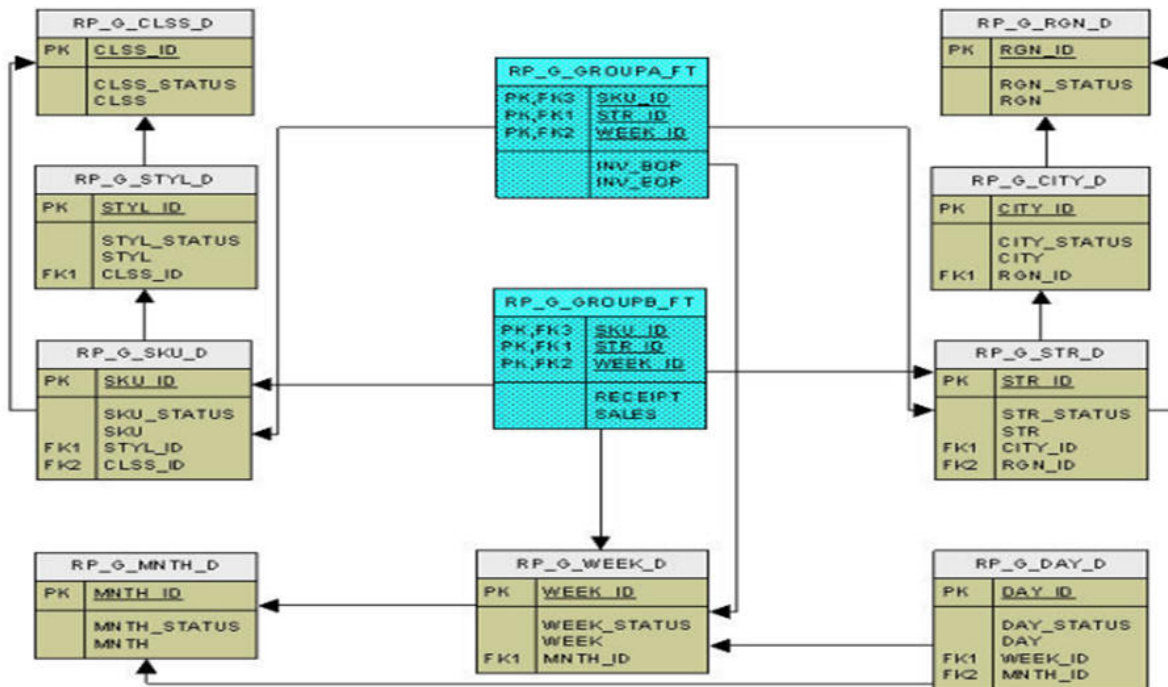 RP_G_CLSS_D
PK CLSS_ID
CLSS_STATUS
CLSS
RP_G_STYL_D
PK STYL_ID
STYL_STATUS
STYL
FK1 CLSS_ID
RP_G_SKU_D
PK SKU_ID
SKU_STATUS
SKU
FK1 STYL_ID
FK2 CLSS_ID
RP_G_MNTH_D
PK MNTH_ID
MNTH_STATUS
MNTH
RP_G_GROUPA_FT
PK,FK3 SKU_ID
PK,FK1 STR_ID
PK,FK2 WEEK_ID
INV_BOP
INV_EOP
RP_G_GROUPB_FT
PK,FK3 SKU_ID
PK,FK1 STR_ID
PK,FK2 WEEK_ID
RECEIPT
SALES
RP_G_WEEK_D
PK WEEK_ID
WEEK_STATUS
WEEK
FK1 MNTH_ID
RP_G_RGN_D
PK RGN_ID
RGN_STATUS
RGN
RP_G_CITY_D
PK CITY_ID
CITY_STATUS
CITY
FK1 RGN_ID
RP_G_STR_D
PK STR_ID
STR_STATUS
STR
FK1 CITY_ID
FK2 RGN_ID
RP_G_DAY_D
PK DAY_ID
DAY_STATUS
DAY
FK1 WEEK_ID
FK2 MNTH_ID